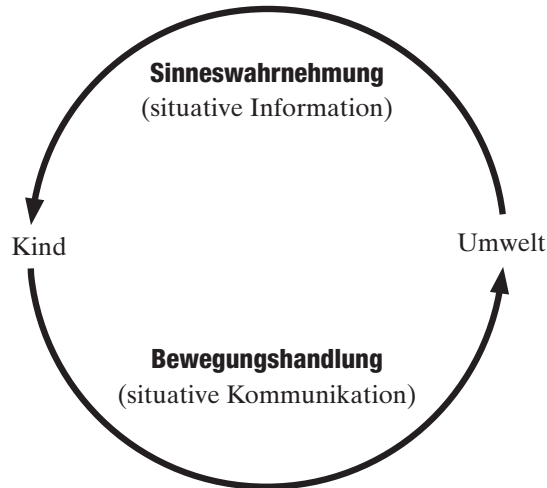 Sinneswahrnehmung
(situative Information)
Kind
Umwelt
Bewegungshandlung
(situative Kommunikation)